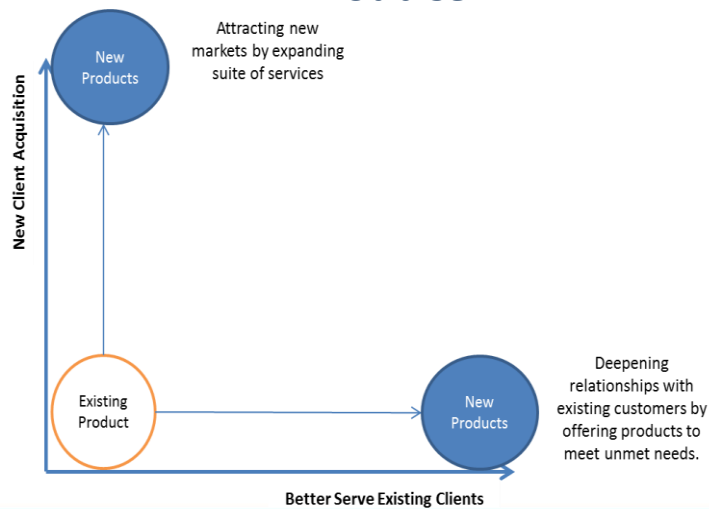 Attracting new
markets by expanding
suite of services
New
Products
New Client Acquisition
Existing
Product
New
Products
Deepening
relationships with
existing customers by
offering products to
meet unmet needs.
Better Serve Existing Clients